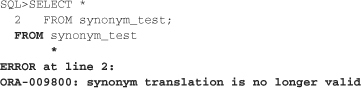 SQL>SELECT *
  2   FROM synonym_test;
  FROM synonym_test
       *
ERROR at line 2:
ORA-009800: synonym translation is no longer valid